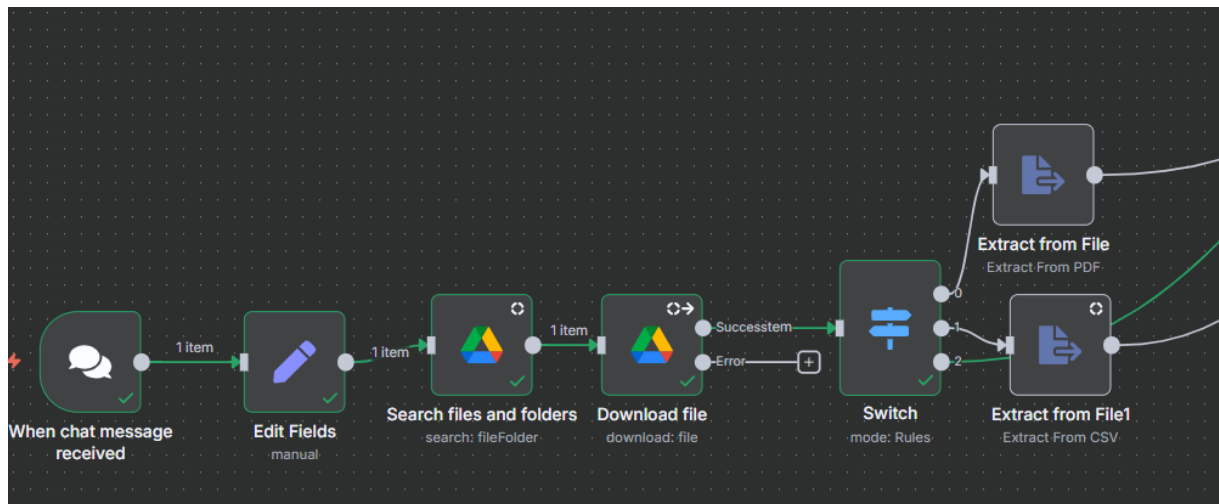 Extract from File
Extract From PDF
1 item
1 item
1 item
Successtem
Error
0
1
2
When chat message
received
Edit Fields
manual
Search files and folders
search: fileFolder
Download file
download: file
Switch
mode: Rules
Extract from File1
Extract From CSV